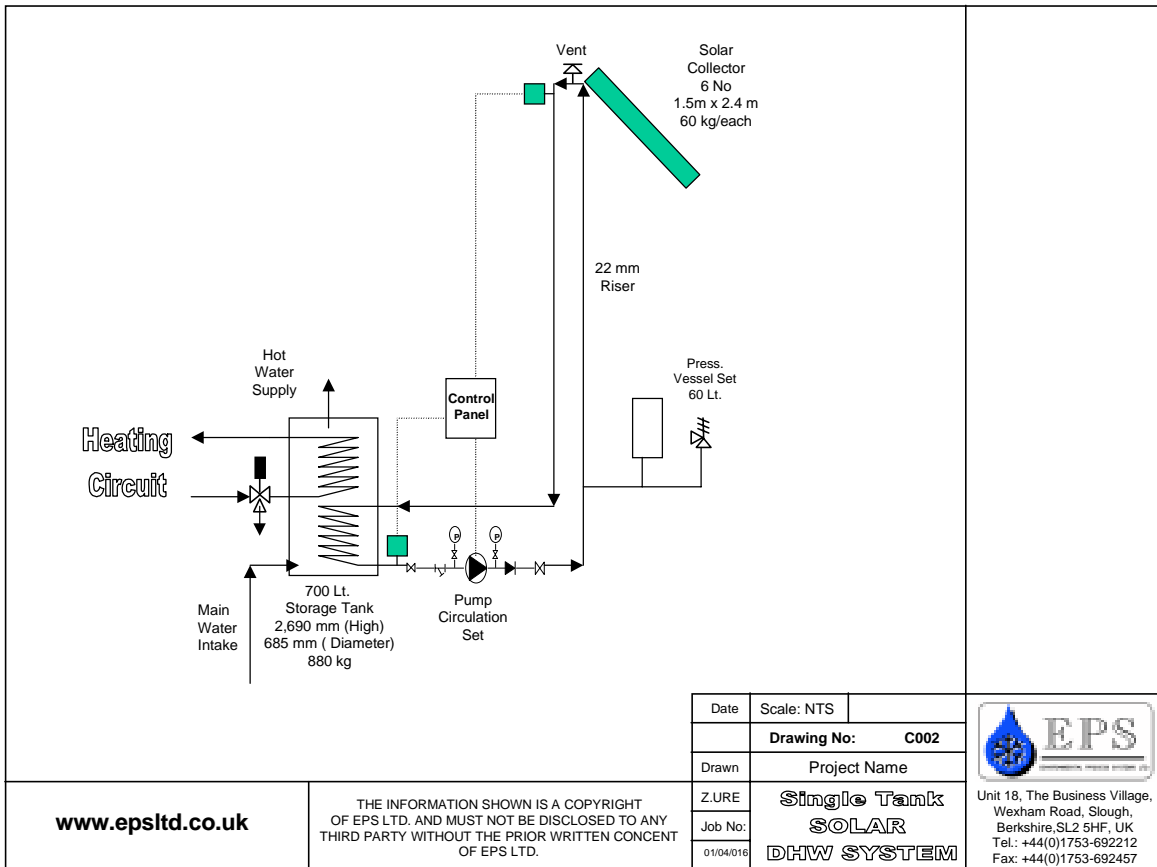 Vent
Solar
Collector
6 No
1.5m x 2.4 m
60 kg/each
22 mm
Riser
Hot
Water
Supply
Control
Panel
Press.
Vessel Set
60 Lt.
Heating
Circuit
P
P
Main
Water
Intake
700 Lt.
Storage Tank
2,690 mm (High)
685 mm ( Diameter)
880 kg
Pump
Circulation
Set
Date
Scale: NTS
Drawing No: C002
Drawn
Project Name
Z.URE
Single Tank
Job No:
SOLAR
01/04/016
DHW SYSTEM
www.epsltd.co.uk
THE INFORMATION SHOWN IS A COPYRIGHT
OF EPS LTD. AND MUST NOT BE DISCLOSED TO ANY
THIRD PARTY WITHOUT THE PRIOR WRITTEN CONCENT
OF EPS LTD.
EPS
Unit 18, The Business Village,
Wexham Road, Slough,
Berkshire,SL2 5HF, UK
Tel.: +44(0)1753-692212
Fax: +44(0)1753-692457